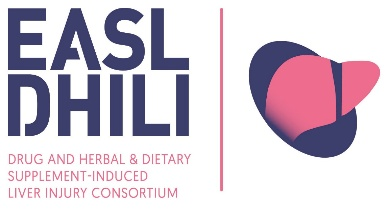 EASL
DHILI
DRUG AND HERBAL & DIETARY
SUPPLEMENT-INDUCED
LIVER INJURY CONSORTIUM